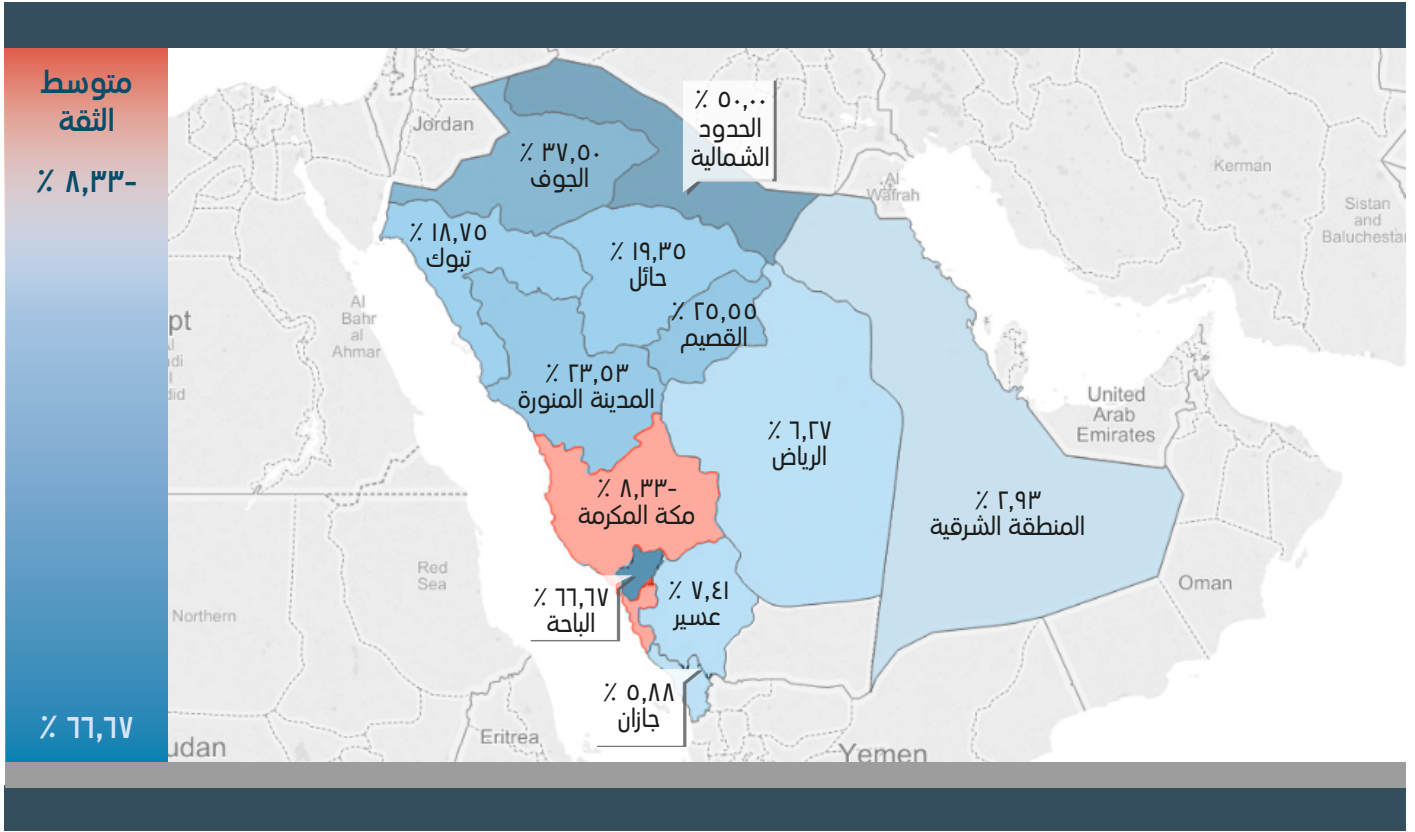 متوسط
الثقة
-٨,٣٣ ٪
٦٦,٦٧ ٪
Jordan
٥٠,٠٠ ٪
الحدود
الشمالية
٣٧,٥٠ ٪
الجوف
Al
Wafrah
Kerman
Sistan
and
Baluchestan
١٨,٧٥ ٪
تبوك
١٩,٣٥ ٪
حائل
٢٥,٥٥ ٪
القصيم
pt
Al
Bahr
al
Ahmar
٢٣,٥٣ ٪
المدينة المنورة
٦,٢٧ ٪
الرياض
United
Arab
Emirates
-٨,٣٣ ٪
مكة المكرمة
٢,٩٣ ٪
المنطقة الشرقية
Red
Sea
Northern
٦٦,٦٧ ٪
الباحة
٧,٤١ ٪
عسير
Oman
٥,٨٨ ٪
جازان
Eritrea
udan
Yemen